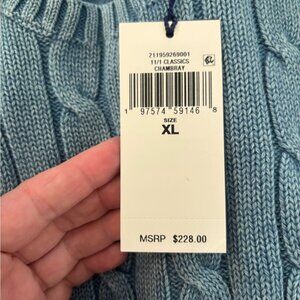 211959269001
11/1 CLASSICS
CHAMBRAY
1 97574 59146 8
SIZE
XL
MSRP $228.00